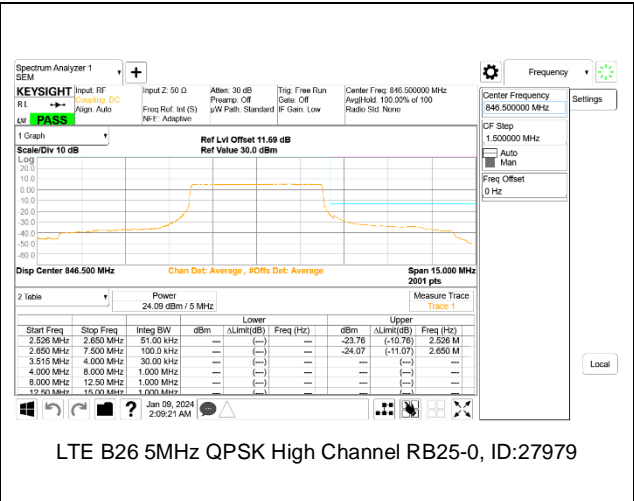 Spectrum Analyzer 1
SEM
Frequency
KEYSIGHT
RL
PASS
Input: RF
Coupling: DC
Align: Auto
Input Z: 50 Ω
Freq Ref: Int (S)
NFE: Adaptive
Atten: 30 dB
Preamp: Off
µW Path: Standard
Trig: Free Run
Gate: Off
IF Gain: Low
Center Freq: 846.500000 MHz
Avg|Hold: 100.00% of 100
Radio Std: None
Center Frequency
846.500000 MHz
Settings
CF Step
1.500000 MHz
Auto
Man
Freq Offset
0 Hz
1 Graph
Scale/Div 10 dB
Ref Lvl Offset 11.69 dB
Ref Value 30.0 dBm
Log
20.0
10.0
0.00
-10.0
-20.0
-30.0
-40.0
-50.0
-60.0
Disp Center 846.500 MHz
Chan Det: Average , #Offs Det: Average
Span 15.000 MHz
2001 pts
2 Table
Power
24.09 dBm / 5 MHz
Measure Trace
Trace 1
Lower Upper
Start Freq Stop Freq Integ BW dBm ΔLimit(dB) Freq (Hz) dBm ΔLimit(dB) Freq (Hz)
2.526 MHz 2.650 MHz 51.00 kHz --- (---) --- -23.76 (-10.76) 2.526 M
2.650 MHz 7.500 MHz 100.0 kHz --- (---) --- -24.07 (-11.07) 2.650 M
3.515 MHz 4.000 MHz 30.00 kHz --- (---) --- --- (---) ---
4.000 MHz 8.000 MHz 1.000 MHz --- (---) --- --- (---) ---
8.000 MHz 12.50 MHz 1.000 MHz --- (---) --- --- (---) ---
12.50 MHz 15.00 MHz 1.000 MHz --- (---) --- --- (---) ---
Local
Jan 09, 2024
2:09:21 AM
LTE B26 5MHz QPSK High Channel RB25-0, ID:27979